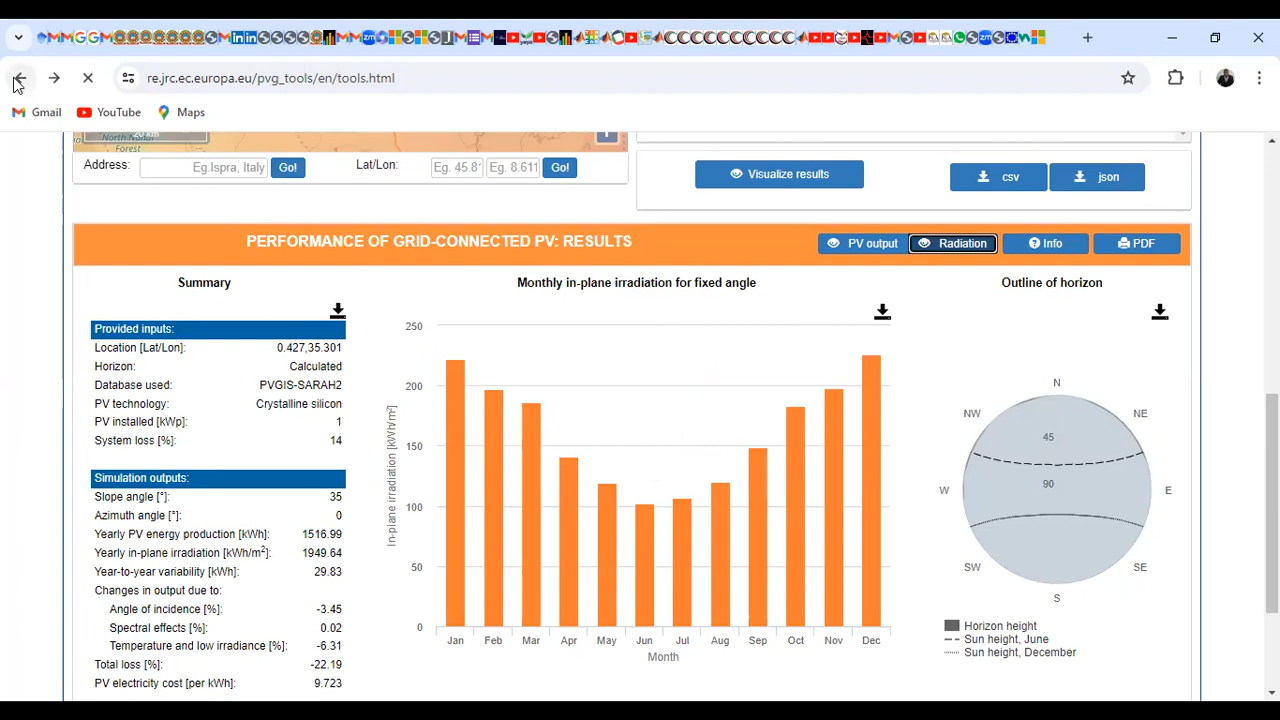 re.jrc.ec.europa.eu/pvg_tools/en/tools.html
Gmail YouTube Maps
North Nandi
Forest
Address: Eg.Ispra, Italy Go! Lat/Lon: Eg. 45.8 Eg. 8.611 Go!
Visualize results csv json
PERFORMANCE OF GRID-CONNECTED PV: RESULTS PV output Radiation Info PDF
Summary
Provided inputs:
Location [Lat/Lon]: 0.427,35.301
Horizon: Calculated
Database used: PVGIS-SARAH2
PV technology: Crystalline silicon
PV installed [kWp]: 1
System loss [%]: 14
Simulation outputs:
Slope angle [°]: 35
Azimuth angle [°]: 0
Yearly PV energy production [kWh]: 1516.99
Yearly in-plane irradiation [kWh/m²]: 1949.64
Year-to-year variability [kWh]: 29.83
Changes in output due to:
Angle of incidence [%]: -3.45
Spectral effects [%]: 0.02
Temperature and low irradiance [%]: -6.31
Total loss [%]: -22.19
PV electricity cost [per kWh]: 9.723
Monthly in-plane irradiation for fixed angle
In-plane irradiation [kWh/m²]
250
200
150
100
50
0
Jan Feb Mar Apr May Jun Jul Aug Sep Oct Nov Dec
Month
Outline of horizon
N
NW NE
45
W 90 E
SW SE
S
Horizon height
Sun height, June
Sun height, December